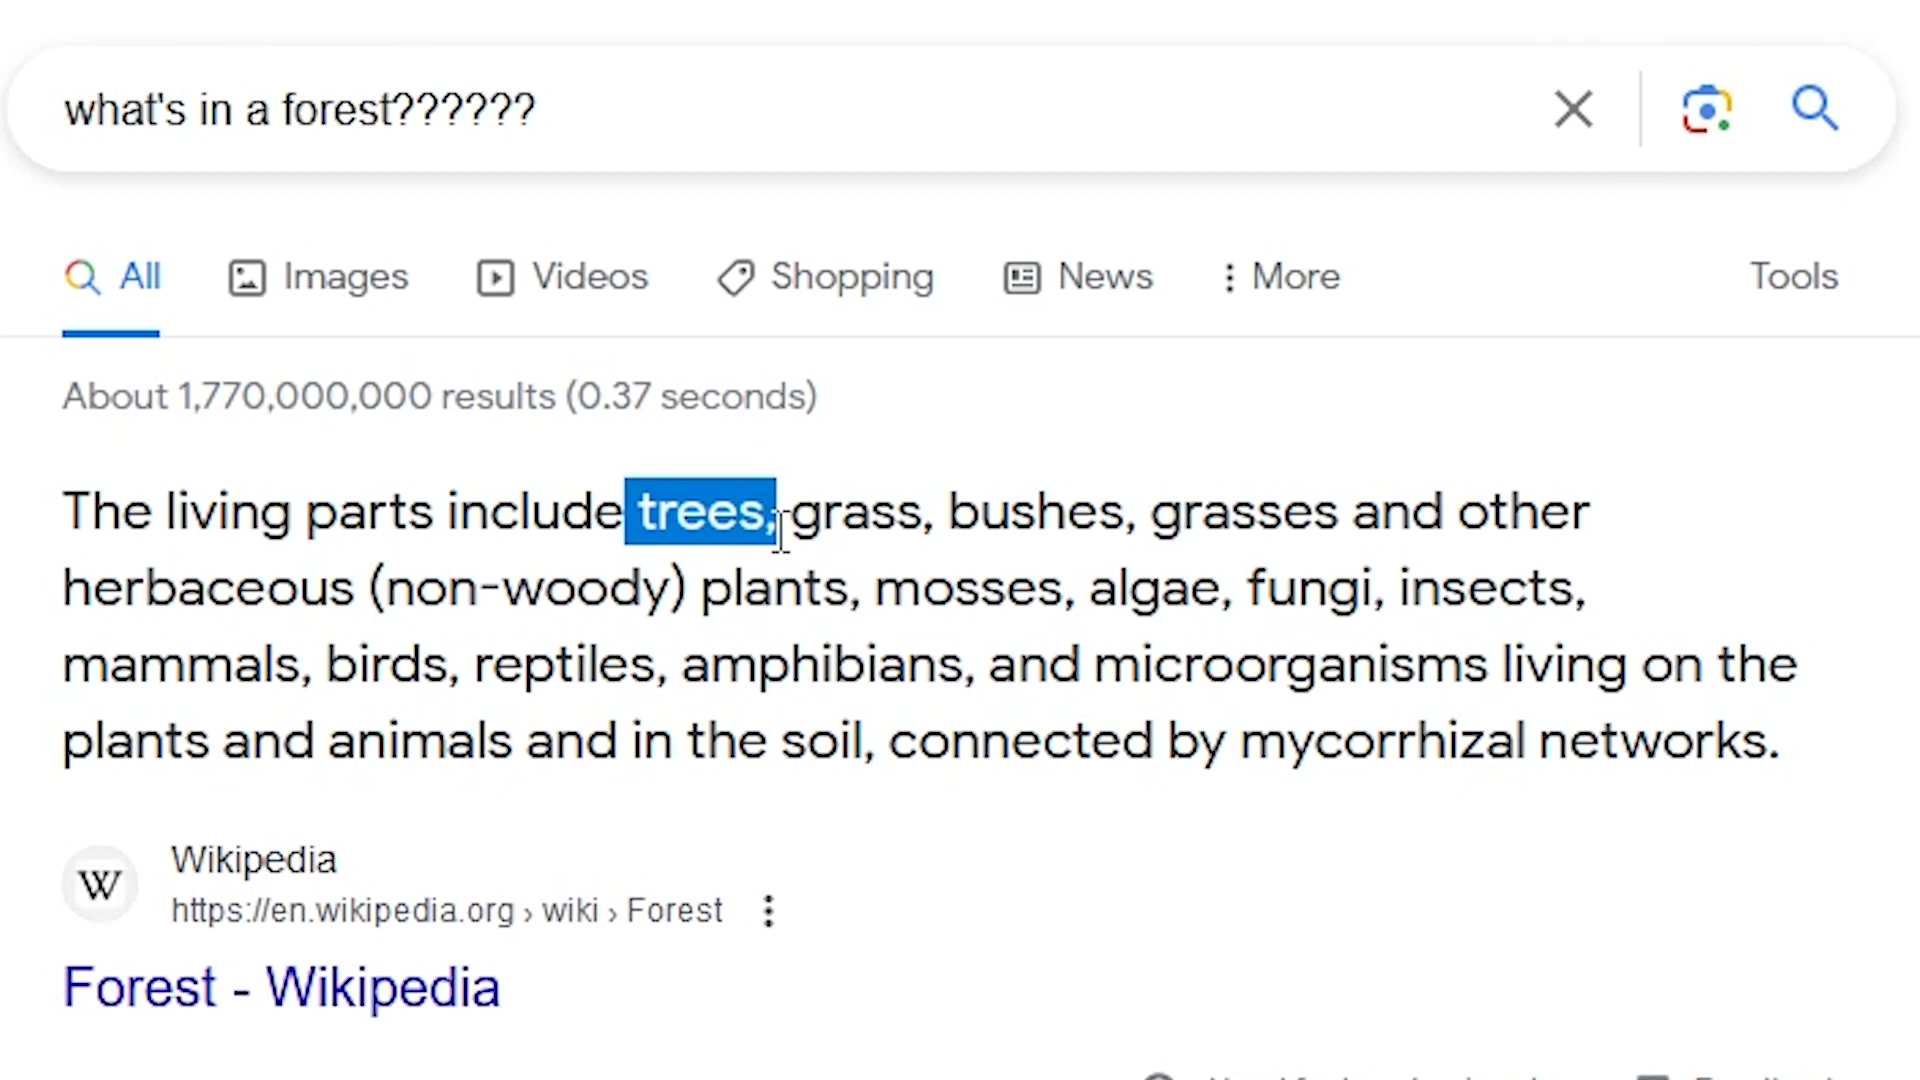 what's in a forest??????
All Images Videos Shopping News More Tools
About 1,770,000,000 results (0.37 seconds)
The living parts include trees, grass, bushes, grasses and other
herbaceous (non-woody) plants, mosses, algae, fungi, insects,
mammals, birds, reptiles, amphibians, and microorganisms living on the
plants and animals and in the soil, connected by mycorrhizal networks.
W
Wikipedia
https://en.wikipedia.org › wiki › Forest
Forest - Wikipedia